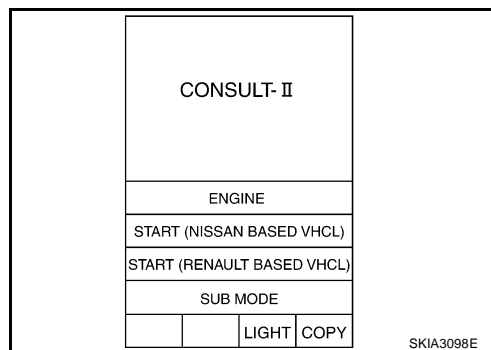 CONSULT-Ⅱ
ENGINE
START (NISSAN BASED VHCL)
START (RENAULT BASED VHCL)
SUB MODE
LIGHT COPY
SKIA3098E